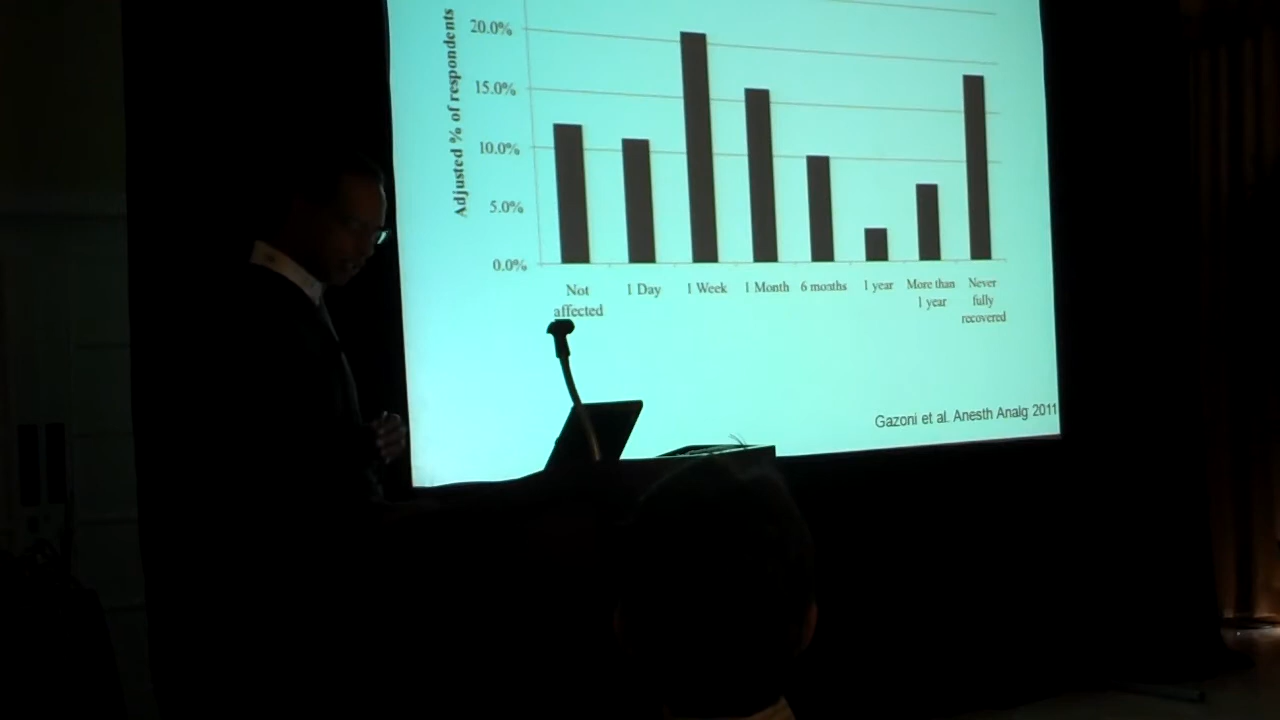 Adjusted % of respondents
20.0%
15.0%
10.0%
5.0%
0.0%
Not
affected
1 Day
1 Week
1 Month
6 months
1 year
More than
1 year
Never
fully
recovered
Gazoni et al. Anesth Analg 2011